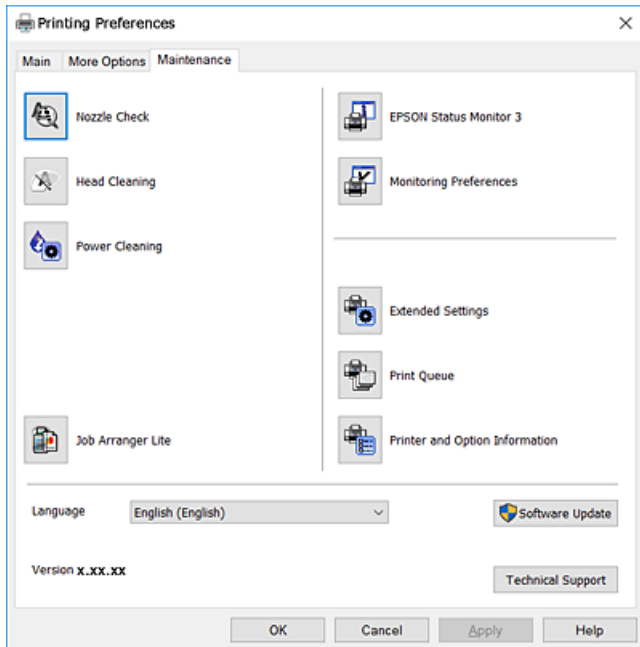 Printing Preferences
Main More Options Maintenance
Nozzle Check
EPSON Status Monitor 3
Head Cleaning
Monitoring Preferences
Power Cleaning
Extended Settings
Print Queue
Job Arranger Lite
Printer and Option Information
Language English (English) Software Update
Version x.xx.xx
Technical Support
OK Cancel Apply Help